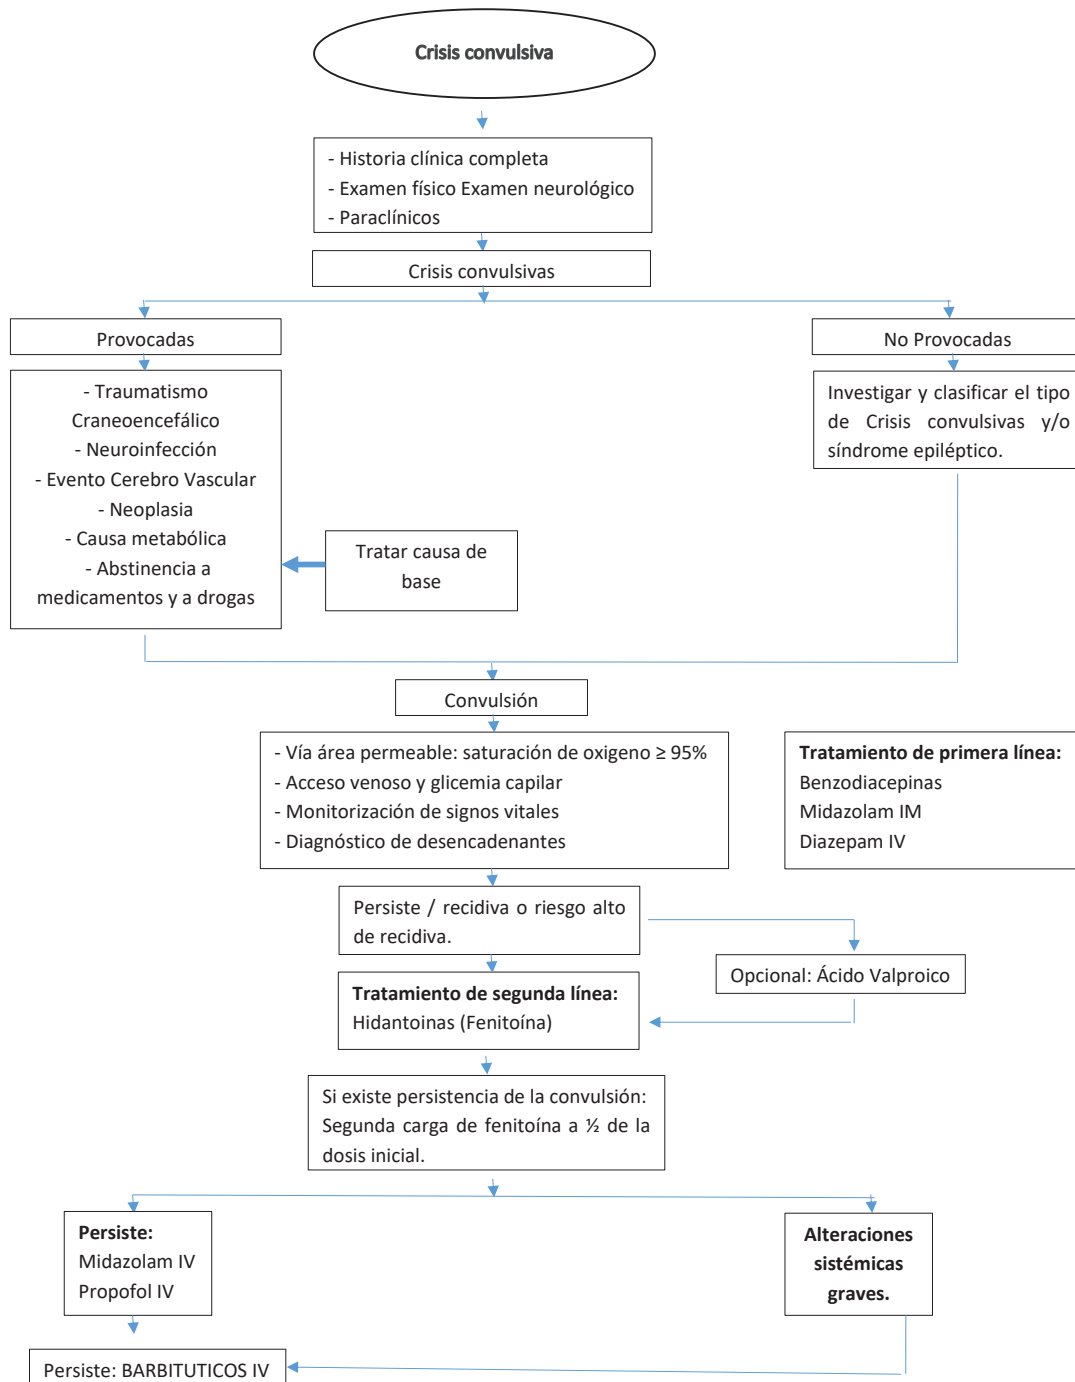 Crisis convulsiva
- Historia clínica completa
- Examen físico Examen neurológico
- Paraclínicos
Crisis convulsivas
Provocadas
No Provocadas
- Traumatismo
Craneoencefálico
- Neuroinfección
- Evento Cerebro Vascular
- Neoplasia
- Causa metabólica
- Abstinencia a
medicamentos y a drogas
Investigar y clasificar el tipo
de Crisis convulsivas y/o
síndrome epiléptico.
Tratar causa de
base
Convulsión
- Vía área permeable: saturación de oxigeno ≥ 95%
- Acceso venoso y glicemia capilar
- Monitorización de signos vitales
- Diagnóstico de desencadenantes
Tratamiento de primera línea:
Benzodiacepinas
Midazolam IM
Diazepam IV
Persiste / recidiva o riesgo alto
de recidiva.
Opcional: Ácido Valproico
Tratamiento de segunda línea:
Hidantoinas (Fenitoína)
Si existe persistencia de la convulsión:
Segunda carga de fenitoína a ½ de la
dosis inicial.
Persiste:
Midazolam IV
Propofol IV
Alteraciones
sistémicas
graves.
Persiste: BARBITUTICOS IV